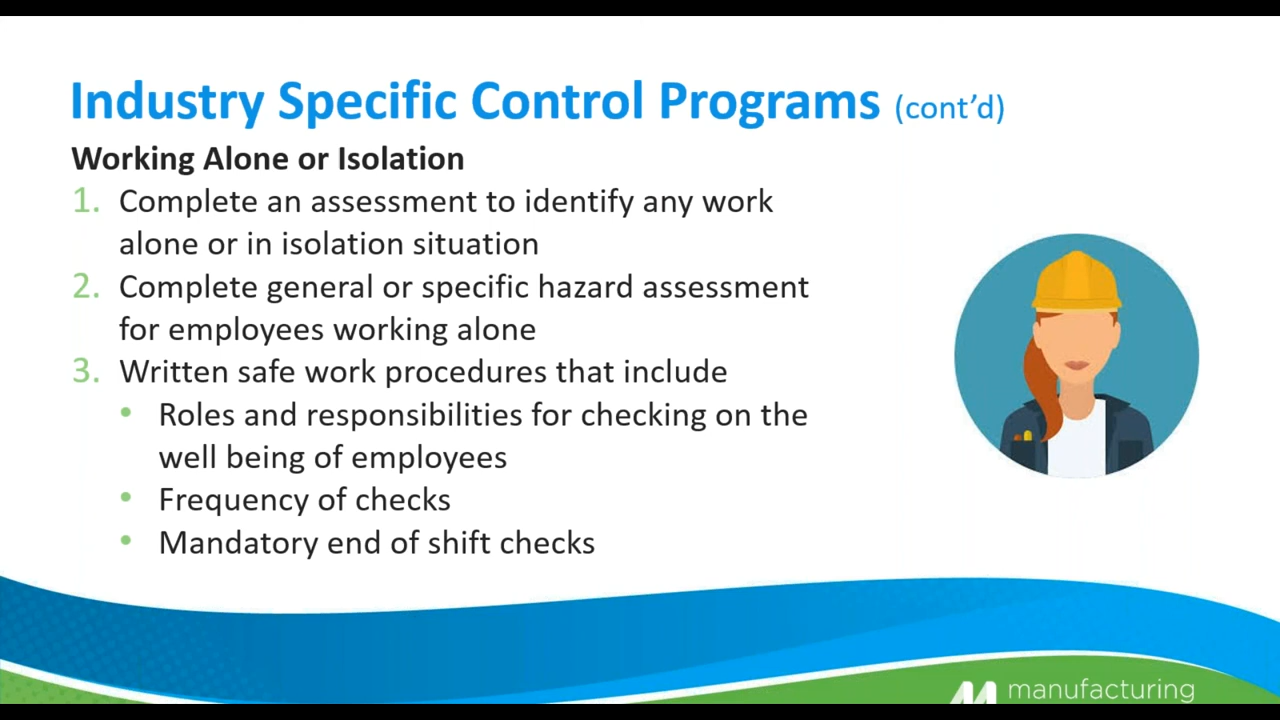 Industry Specific Control Programs (cont’d)
Working Alone or Isolation
1. Complete an assessment to identify any work
alone or in isolation situation
2. Complete general or specific hazard assessment
for employees working alone
3. Written safe work procedures that include
• Roles and responsibilities for checking on the
well being of employees
• Frequency of checks
• Mandatory end of shift checks
manufacturing